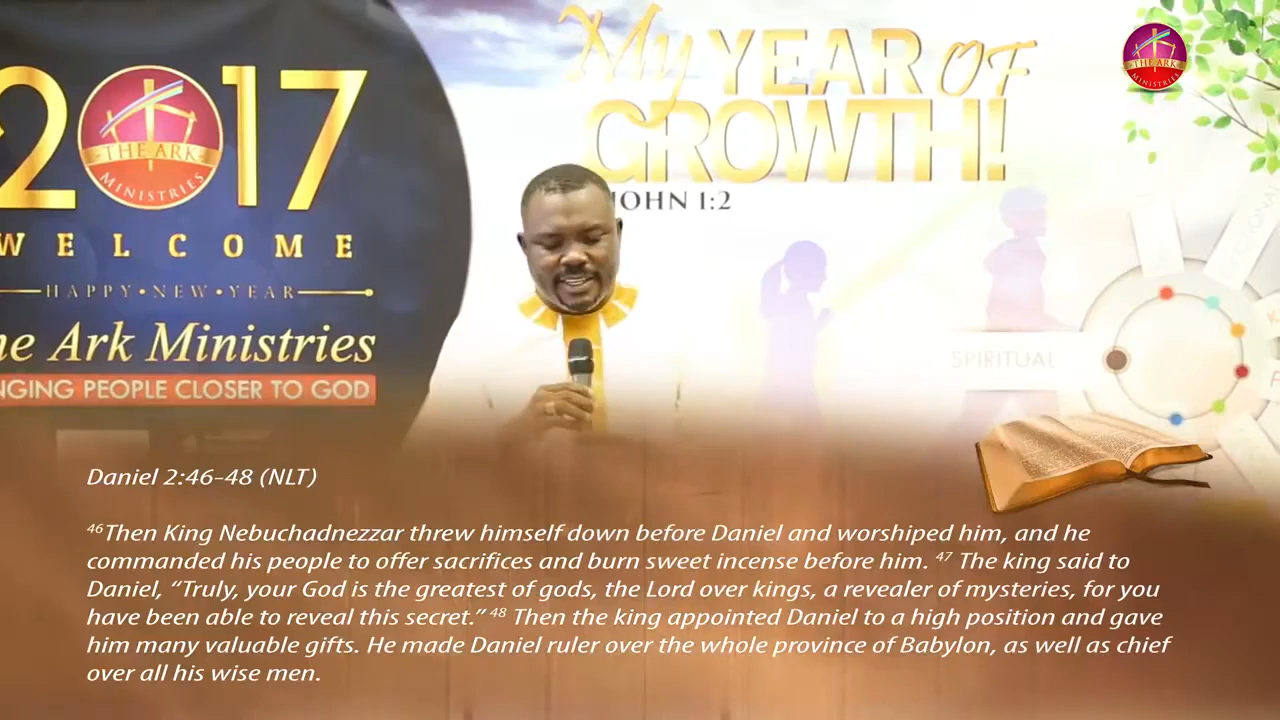 2017
THE ARK
MINISTRIES
WELCOME
HAPPY•NEW•YEAR
he Ark Ministries
NGING PEOPLE CLOSER TO GOD
My YEAR OF
GROWTH!
JOHN 1:2
THE ARK
MINISTRIES
SPIRITUAL
Daniel 2:46-48 (NLT)
46Then King Nebuchadnezzar threw himself down before Daniel and worshiped him, and he
commanded his people to offer sacrifices and burn sweet incense before him. 47 The king said to
Daniel, “Truly, your God is the greatest of gods, the Lord over kings, a revealer of mysteries, for you
have been able to reveal this secret.” 48 Then the king appointed Daniel to a high position and gave
him many valuable gifts. He made Daniel ruler over the whole province of Babylon, as well as chief
over all his wise men.